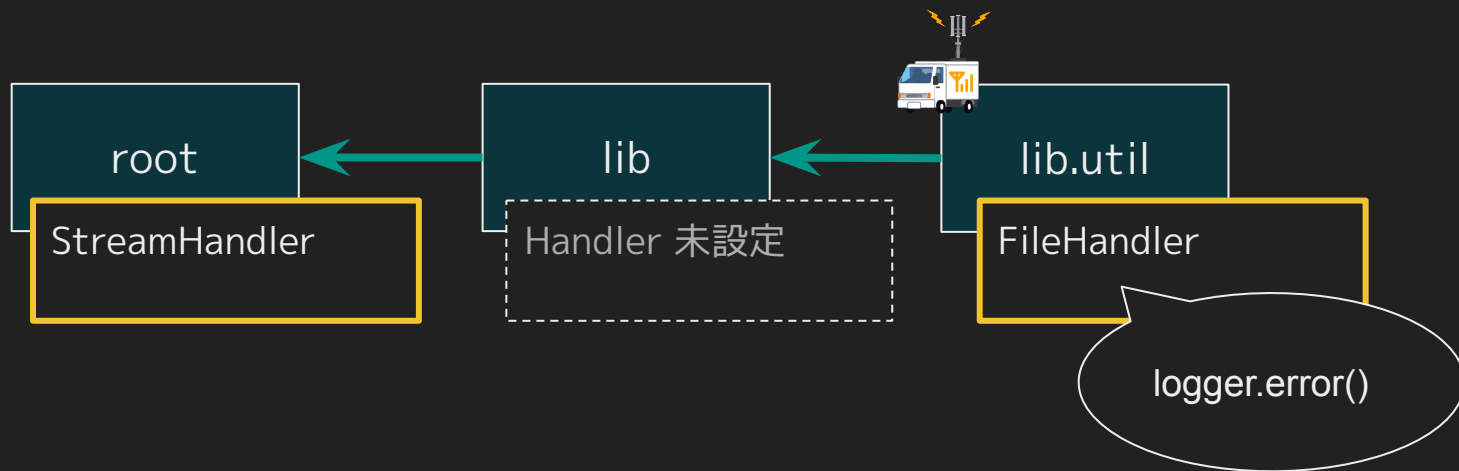 root
lib
lib.util
StreamHandler
Handler 未設定
FileHandler
logger.error()